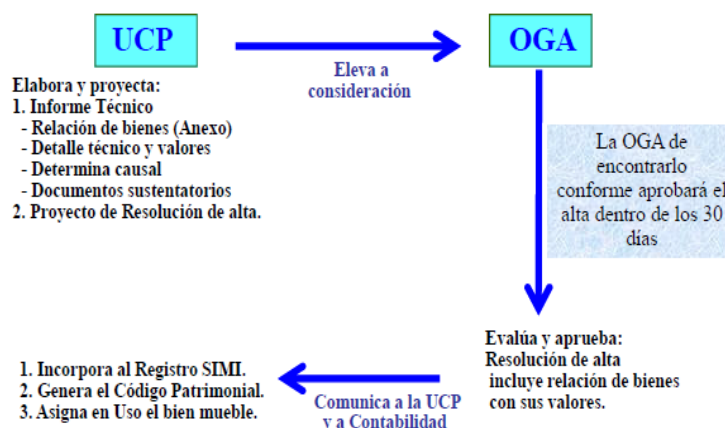 UCP
OGA
Eleva a
consideración
Elabora y proyecta:
1. Informe Técnico
- Relación de bienes (Anexo)
- Detalle técnico y valores
- Determina causal
- Documentos sustentatorios
2. Proyecto de Resolución de alta.
La OGA de
encontrarlo
conforme aprobará el
alta dentro de los 30
días
Evalúa y aprueba:
Resolución de alta
incluye relación de bienes
con sus valores.
Comunica a la UCP
y a Contabilidad
1. Incorpora al Registro SIMI.
2. Genera el Código Patrimonial.
3. Asigna en Uso el bien mueble.